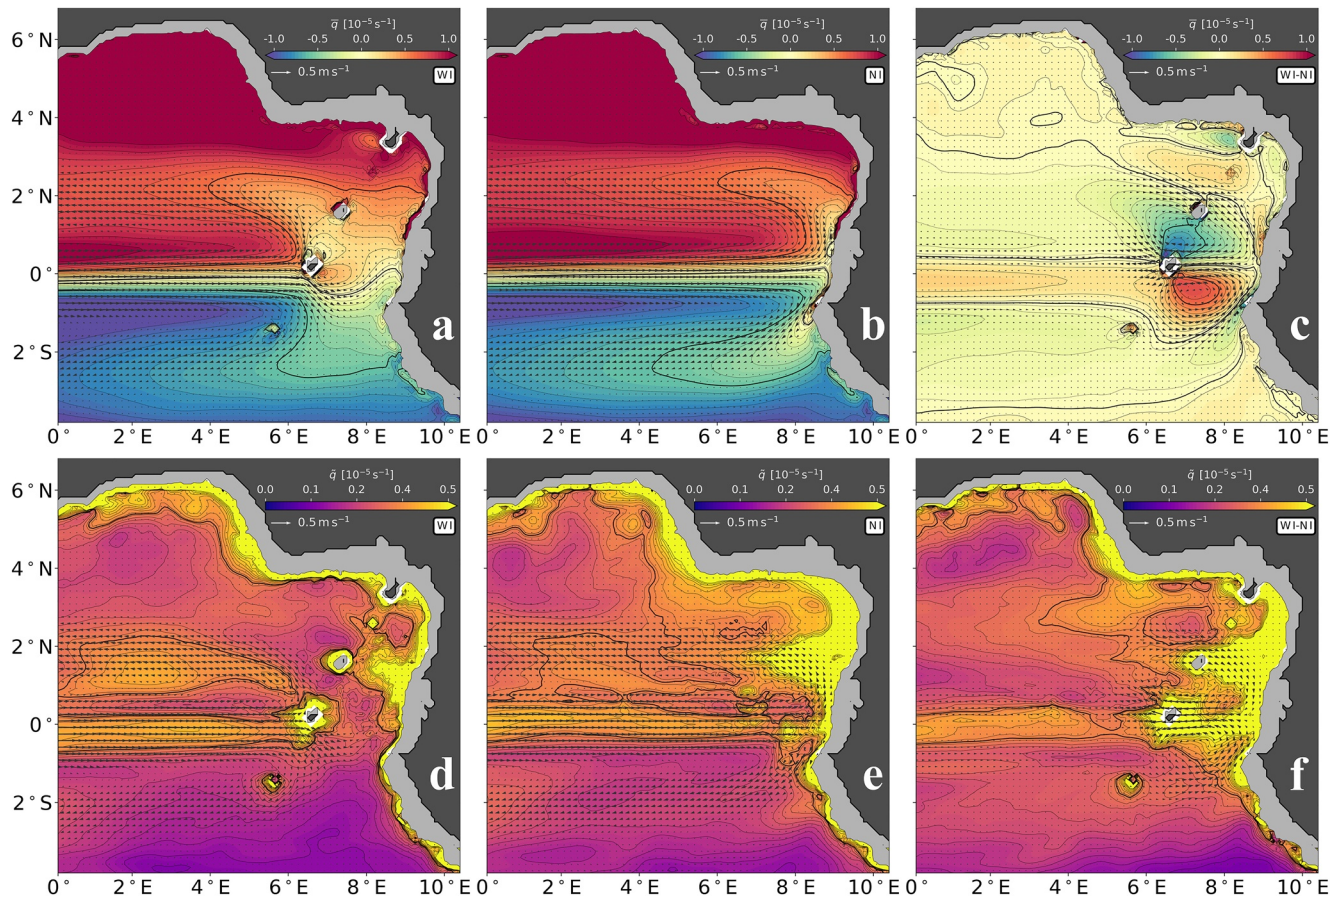 q̄ [10⁻⁵ s⁻¹] q̄ [10⁻⁵ s⁻¹] q̄ [10⁻⁵ s⁻¹]
6°N -1.0 -0.5 0.0 0.5 1.0 -1.0 -0.5 0.0 0.5 1.0 -1.0 -0.5 0.0 0.5 1.0
0.5 m s⁻¹ WI 0.5 m s⁻¹ NI 0.5 m s⁻¹ WI-NI
4°N
2°N
0°
a b c
2°S
0° 2°E 4°E 6°E 8°E 10°E 0° 2°E 4°E 6°E 8°E 10°E 0° 2°E 4°E 6°E 8°E 10°E
q̃ [10⁻⁵ s⁻¹] q̃ [10⁻⁵ s⁻¹] q̃ [10⁻⁵ s⁻¹]
6°N 0.0 0.1 0.2 0.4 0.5 0.0 0.1 0.2 0.4 0.5 0.0 0.1 0.2 0.4 0.5
0.5 m s⁻¹ WI 0.5 m s⁻¹ NI 0.5 m s⁻¹ WI-NI
4°N
2°N
0°
d e f
2°S
0° 2°E 4°E 6°E 8°E 10°E 0° 2°E 4°E 6°E 8°E 10°E 0° 2°E 4°E 6°E 8°E 10°E